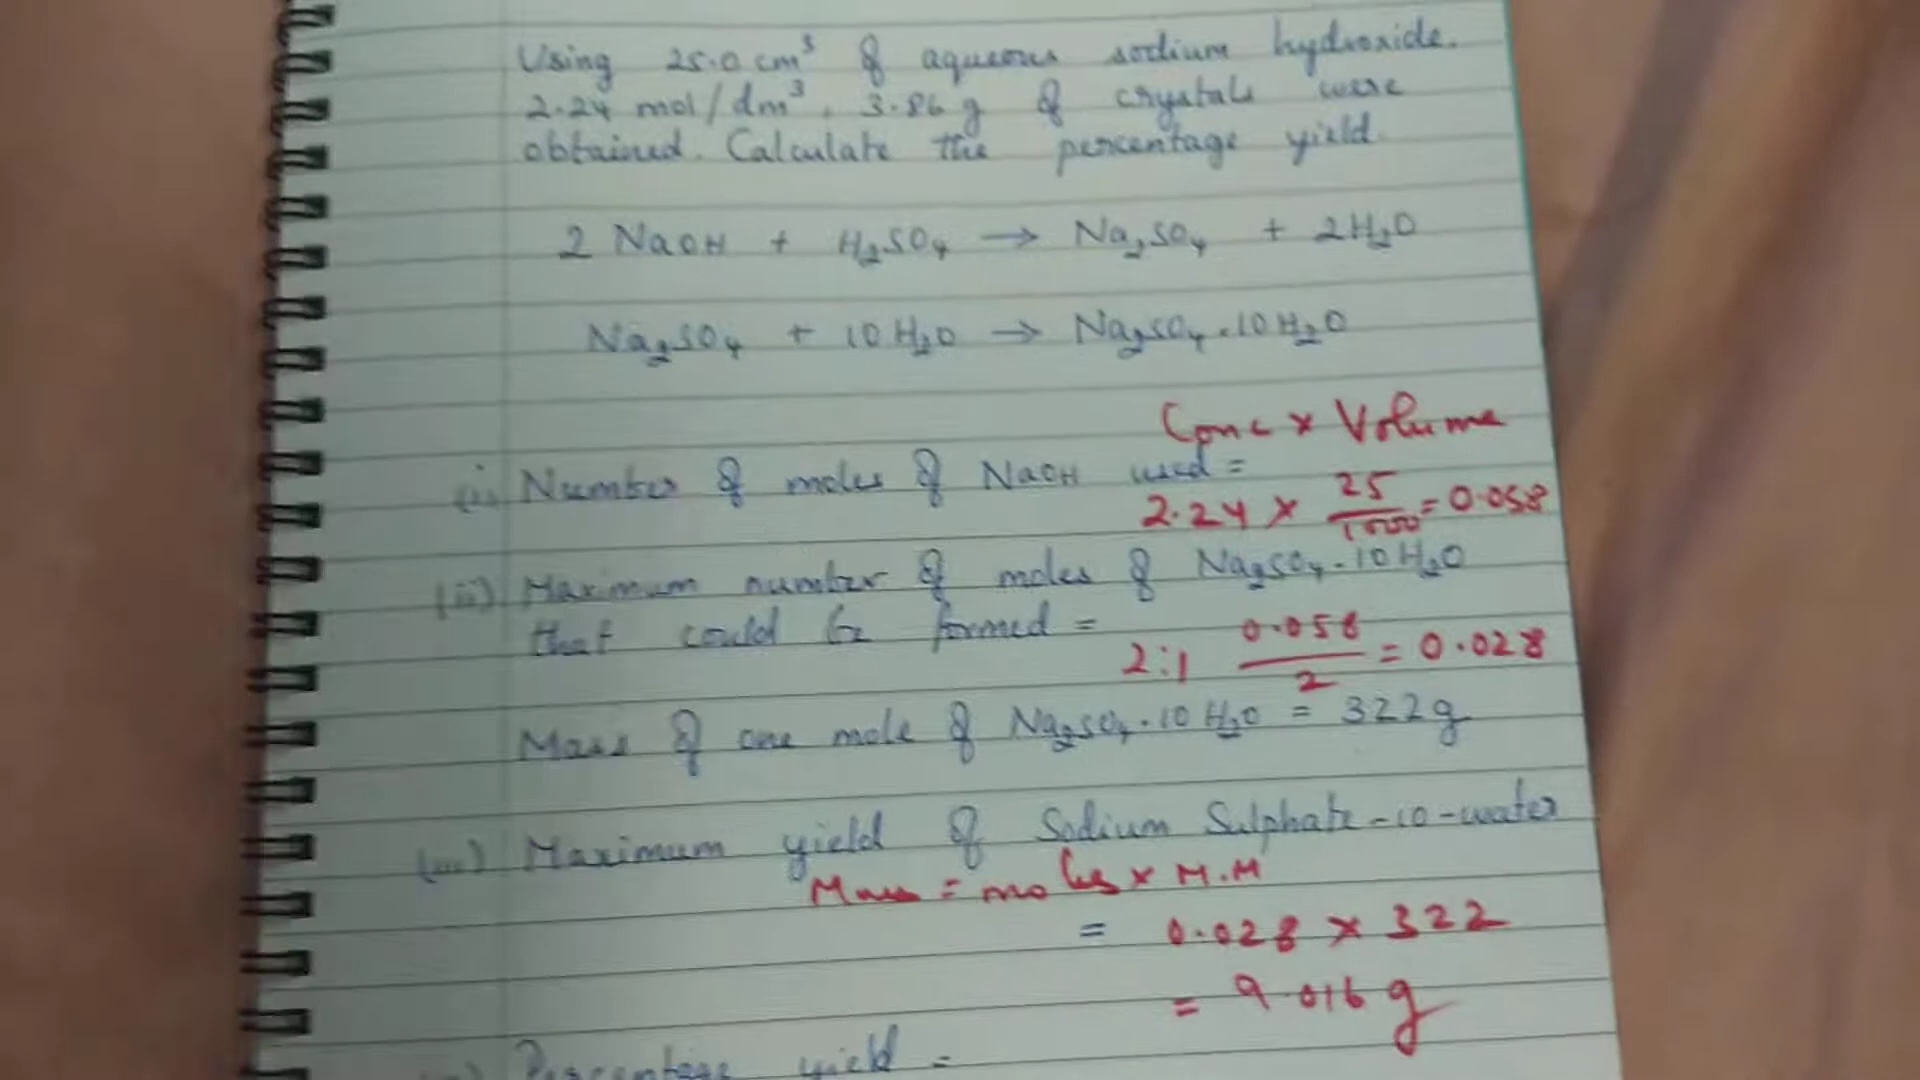 Using 25.0 cm³ of aqueous sodium hydroxide.
2.24 mol/dm³, 3.86 g of crystals were
obtained. Calculate the percentage yield.
2 NaOH + H₂SO₄ → Na₂SO₄ + 2H₂O
Na₂SO₄ + 10 H₂O → Na₂SO₄.10 H₂O
Conc × Volume
(i) Number of moles of NaOH used =
2.24 × 25/1000 = 0.058
(ii) Maximum number of moles of Na₂SO₄.10 H₂O
that could be formed =
2:1 0.058/2 = 0.028
Mass of one mole of Na₂SO₄.10 H₂O = 322g
(iii) Maximum yield of Sodium Sulphate-10-water
Mass = moles × M.M
= 0.028 × 322
= 9.016 g
Percentage yield =